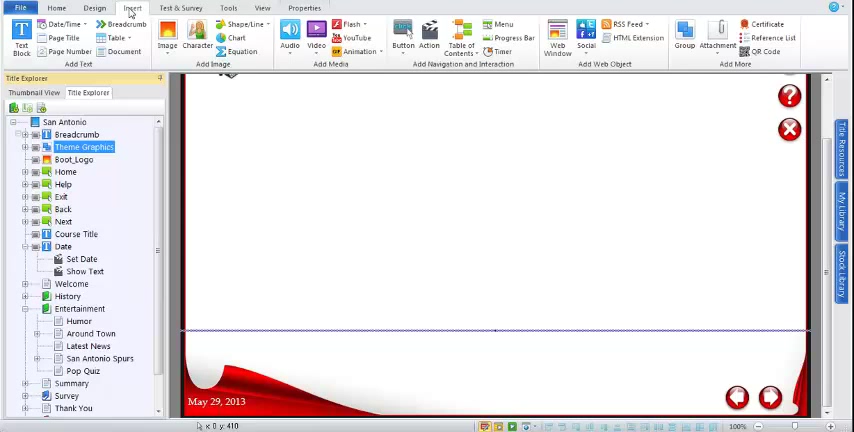 File Home Design Insert Test & Survey Tools View Properties
Text Block
Date/Time
Page Title
Page Number
Breadcrumb
Table
Document
Add Text
Image
Character
Shape/Line
Chart
Equation
Add Image
Audio
Video
Flash
YouTube
Animation
Add Media
Button
Action
Table of Contents
Menu
Progress Bar
Timer
Add Navigation and Interaction
Web Window
Social
RSS Feed
HTML Extension
Add Web Object
Group
Attachment
Certificate
Reference List
QR Code
Add More
Title Explorer
Thumbnail View Title Explorer
San Antonio
Breadcrumb
Theme Graphics
Boot_Logo
Home
Help
Exit
Back
Next
Course Title
Date
Set Date
Show Text
Welcome
History
Entertainment
Humor
Around Town
Latest News
San Antonio Spurs
Pop Quiz
Summary
Survey
Thank You
May 29, 2013
Title Resources
My Library
Stock Library
x: 0 y: 410
100%